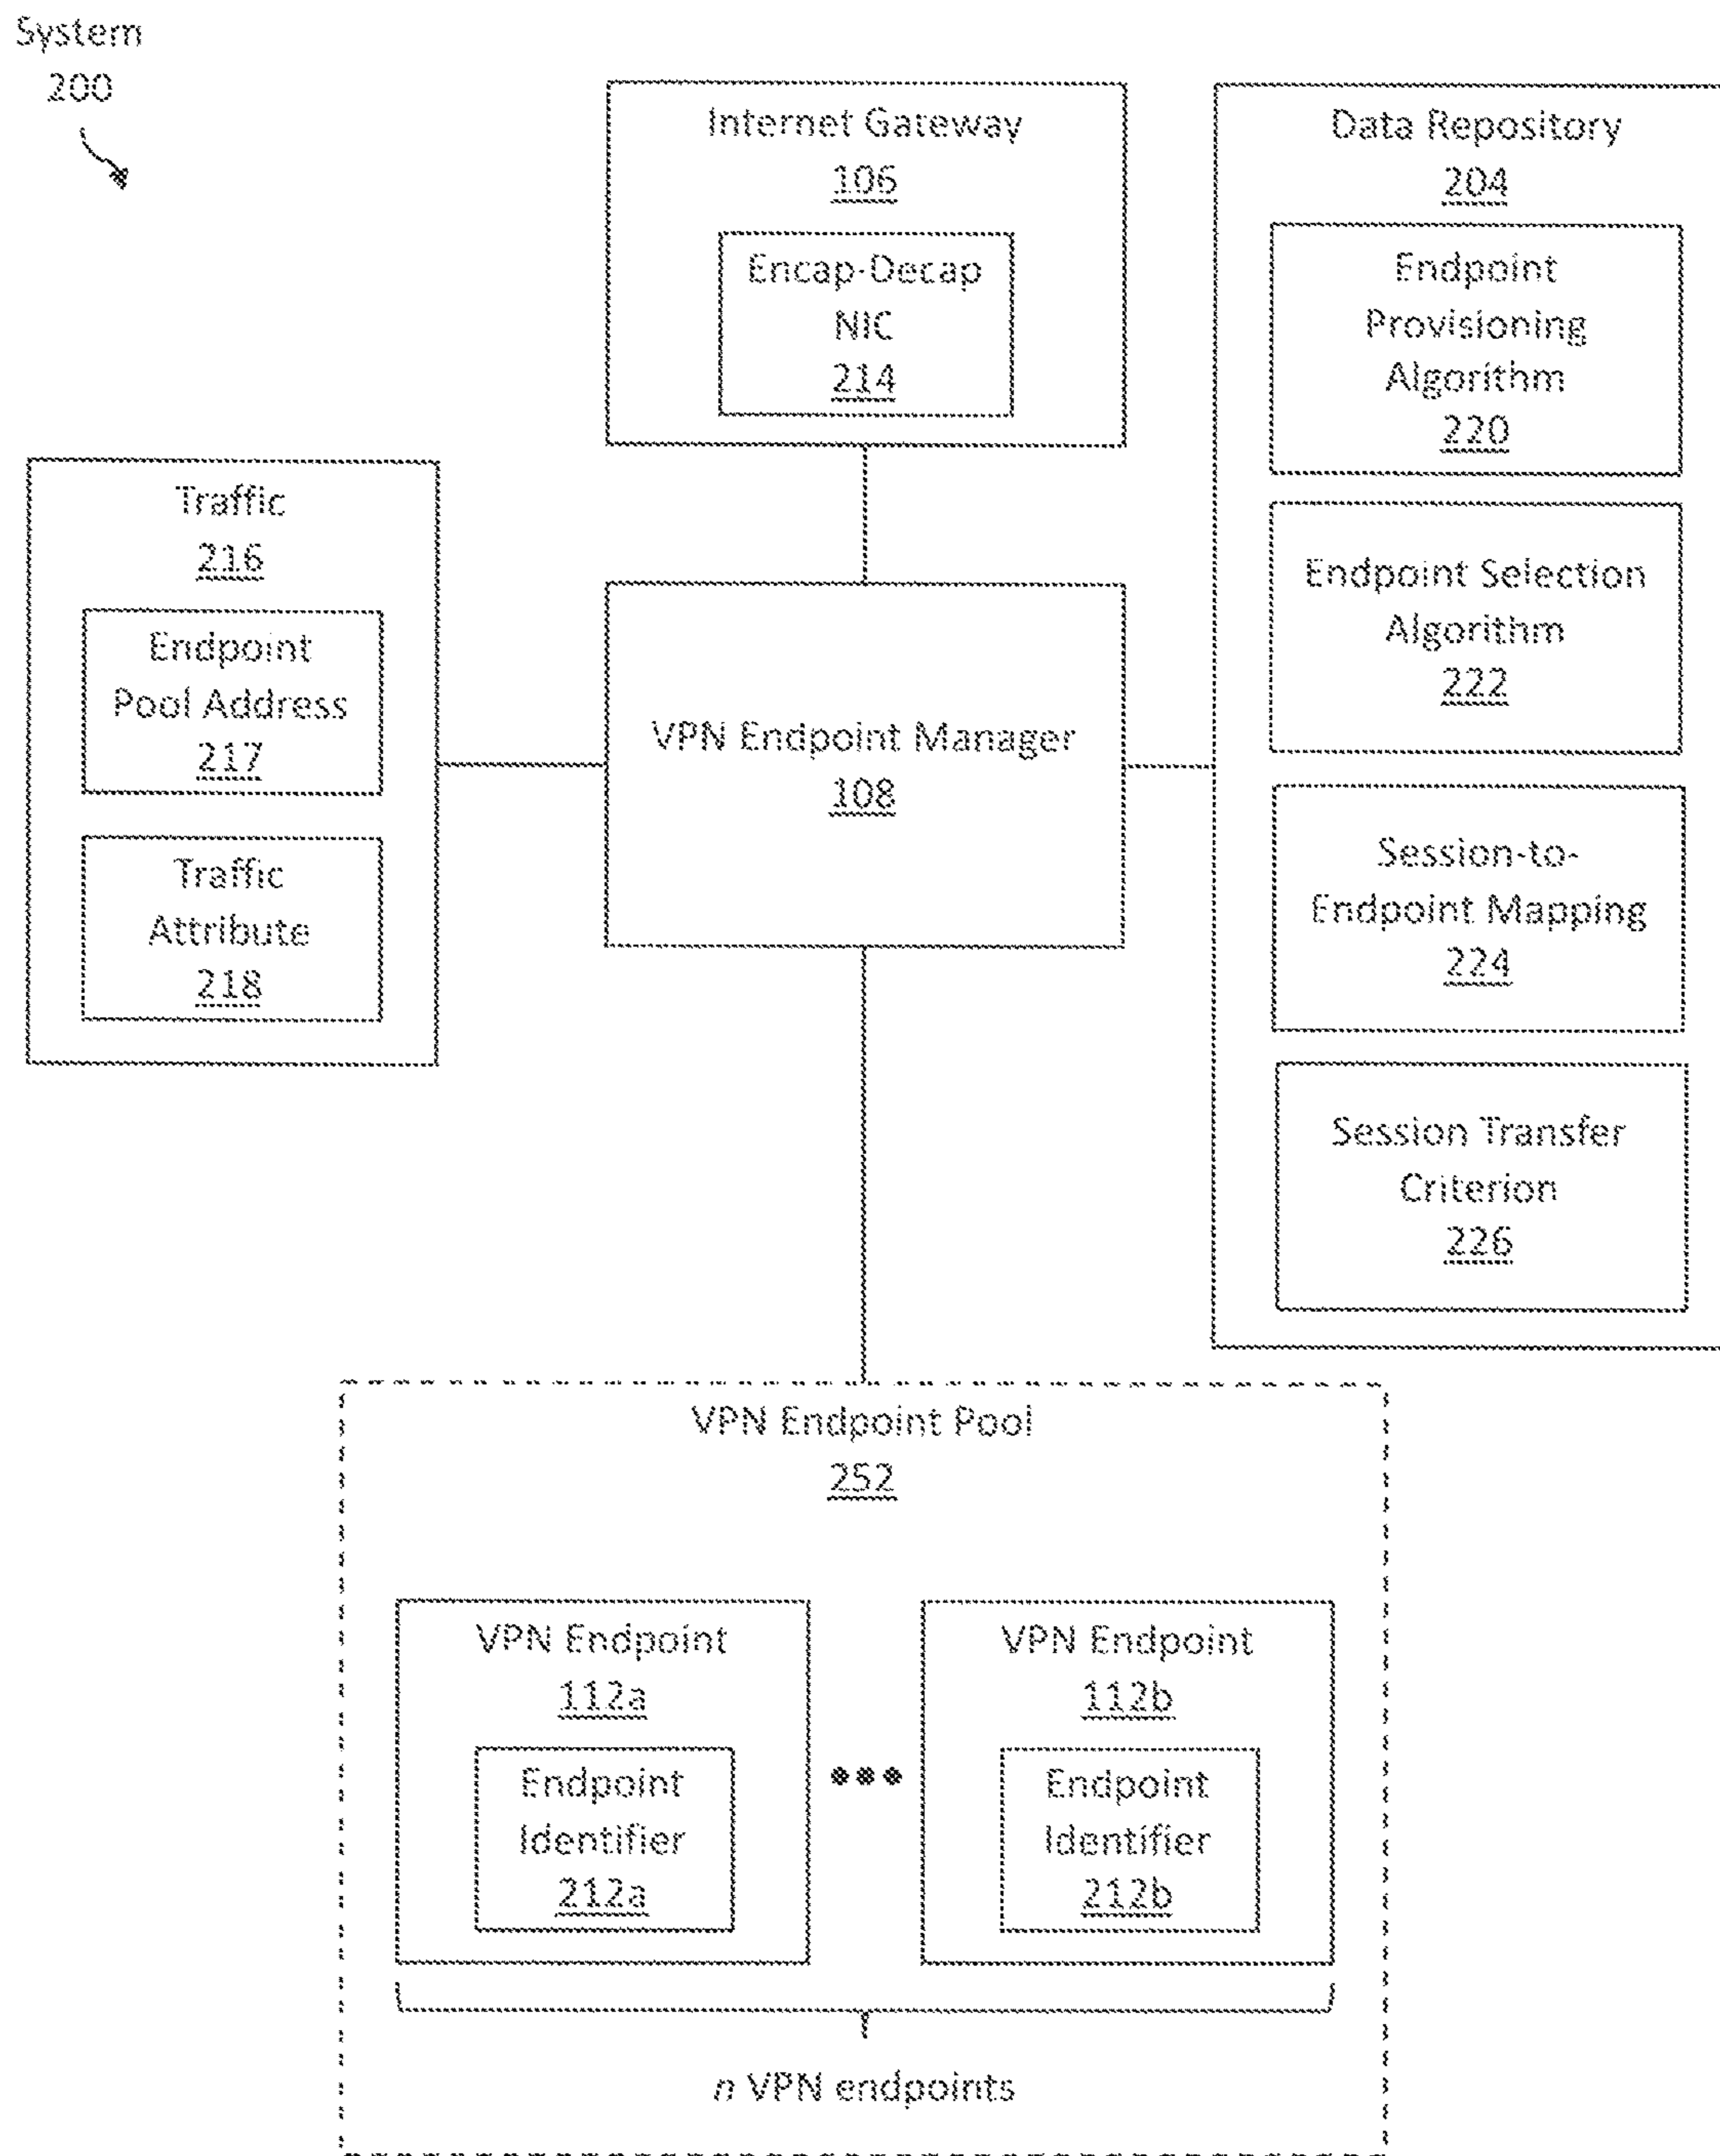 System
200
Internet Gateway
106
Encap-Decap
NIC
214
Data Repository
204
Endpoint
Provisioning
Algorithm
220
Endpoint Selection
Algorithm
222
Session-to-
Endpoint Mapping
224
Session Transfer
Criterion
226
Traffic
216
Endpoint
Pool Address
217
Traffic
Attribute
218
VPN Endpoint Manager
108
VPN Endpoint Pool
252
VPN Endpoint
112a
Endpoint
Identifier
212a
VPN Endpoint
112b
Endpoint
Identifier
212b
n VPN endpoints